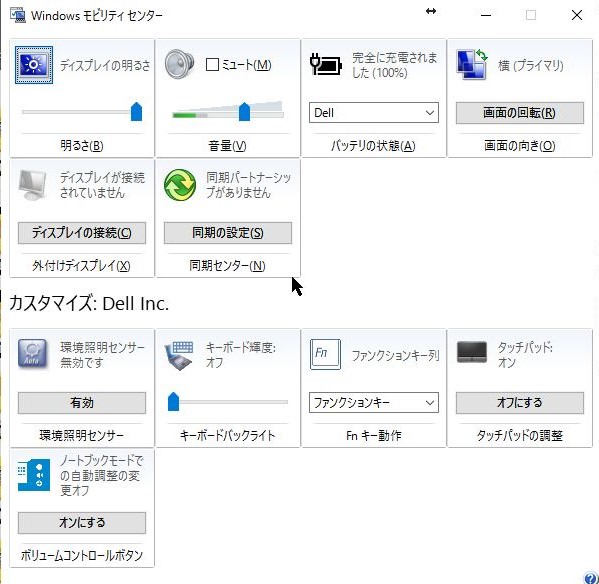 Windows モビリティ センター
ディスプレイの明るさ
明るさ(B)
ミュート(M)
音量(V)
完全に充電されま
した (100%)
Dell
バッテリの状態(A)
横 (プライマリ)
画面の回転(R)
画面の向き(O)
ディスプレイが接続
されていません
ディスプレイの接続(C)
外付けディスプレイ(X)
同期パートナーシッ
プがありません
同期の設定(S)
同期センター(N)
カスタマイズ: Dell Inc.
Auto
環境照明センサー
無効です
有効
環境照明センサー
キーボード輝度:
オフ
キーボードバックライト
Fn
ファンクションキー列
ファンクションキー
Fn キー動作
タッチパッド:
オン
オフにする
タッチパッドの調整
ノートブックモードで
の自動調整の変
更オフ
オンにする
ボリュームコントロールボタン
?